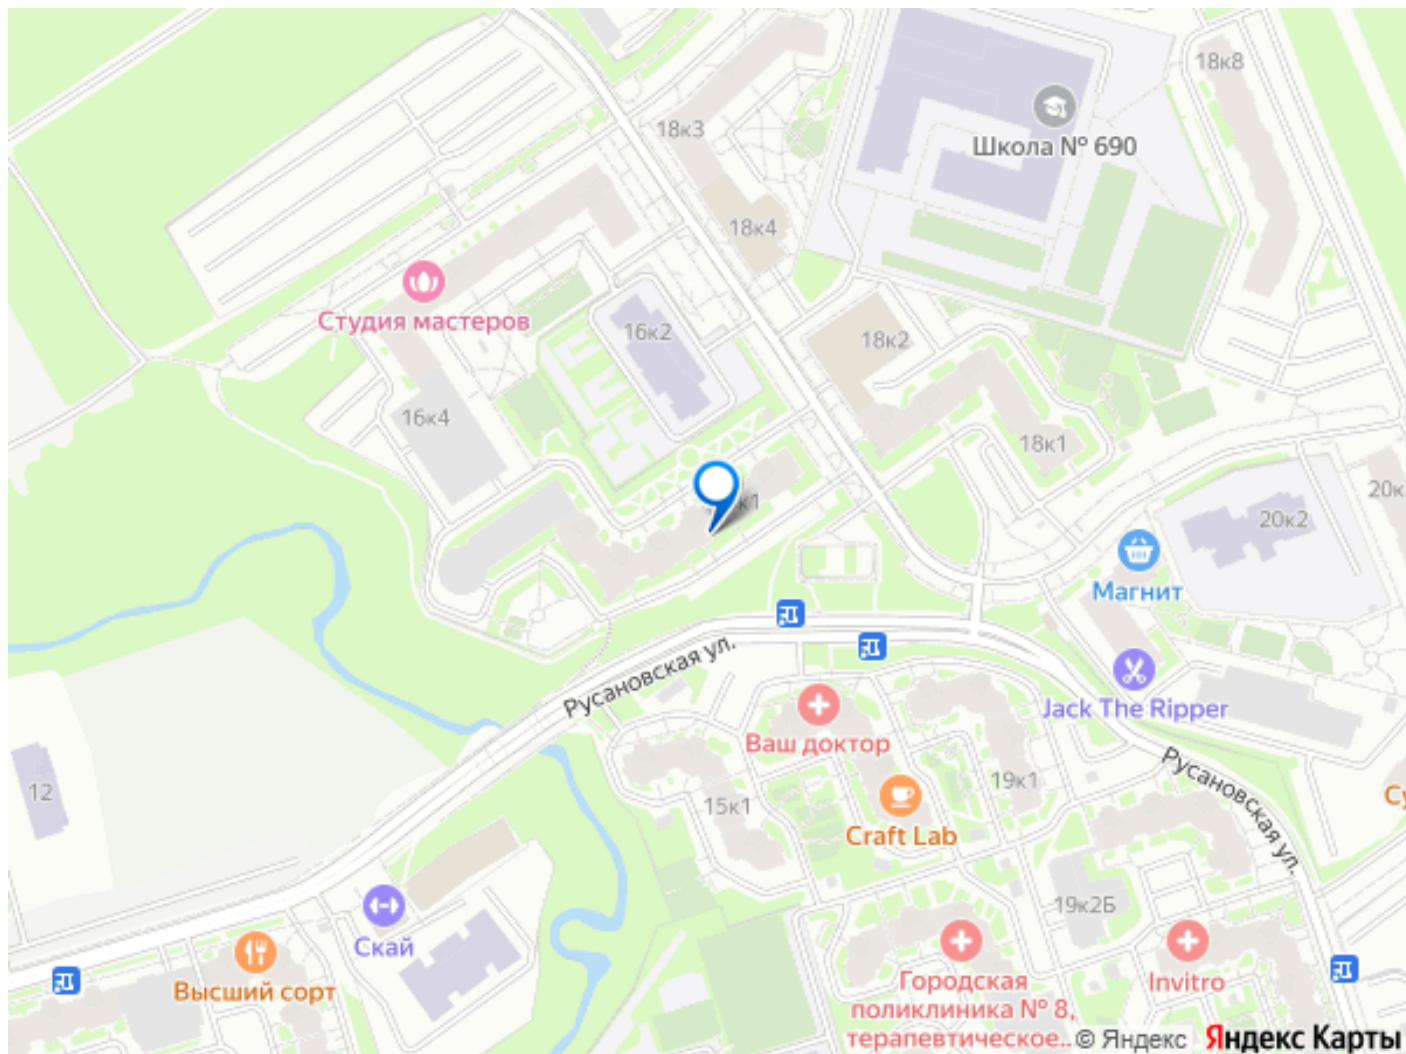 18к8
Школа № 690
18к3
18к4
Студия мастеров
16к2
18к2
16к4
18к1
к1
20к
20к2
Магнит
Русановская ул.
Jack The Ripper
Ваш доктор
Русановская ул.
12
15к1
19к1
Craft Lab
19к2Б
Скай
Высший сорт
Городская
поликлиника № 8,
терапевтическое...
Invitro
© Яндекс Яндекс Карты